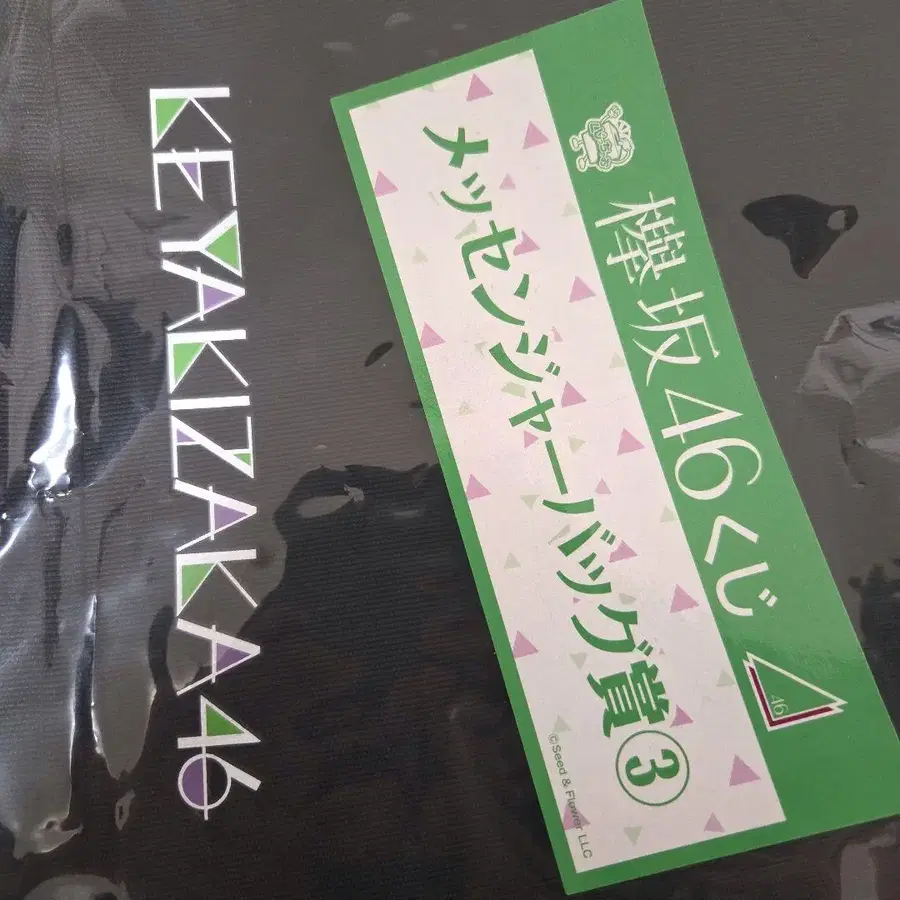 KEYAKIZAKA46
欅坂46くじ
46
メッセンジャーバッグ賞③
©Seed & Flower LLC